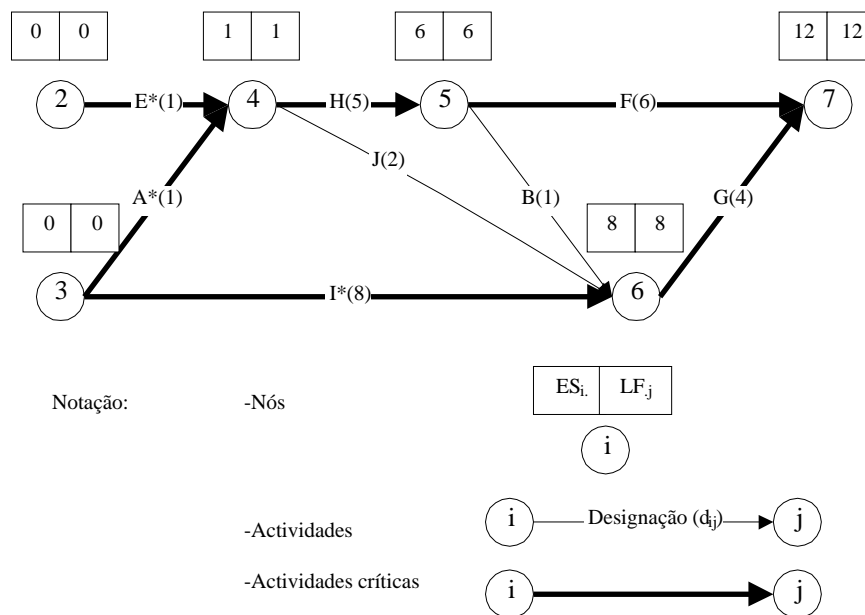 0 0 1 1 6 6 12 12
2 E*(1) 4 H(5) 5 F(6) 7
J(2)
A*(1) B(1) G(4)
0 0 8 8
3 I*(8) 6
ESi. LF.j
Notação: -Nós
i
i Designação (dij) j
-Actividades
-Actividades críticas
i j